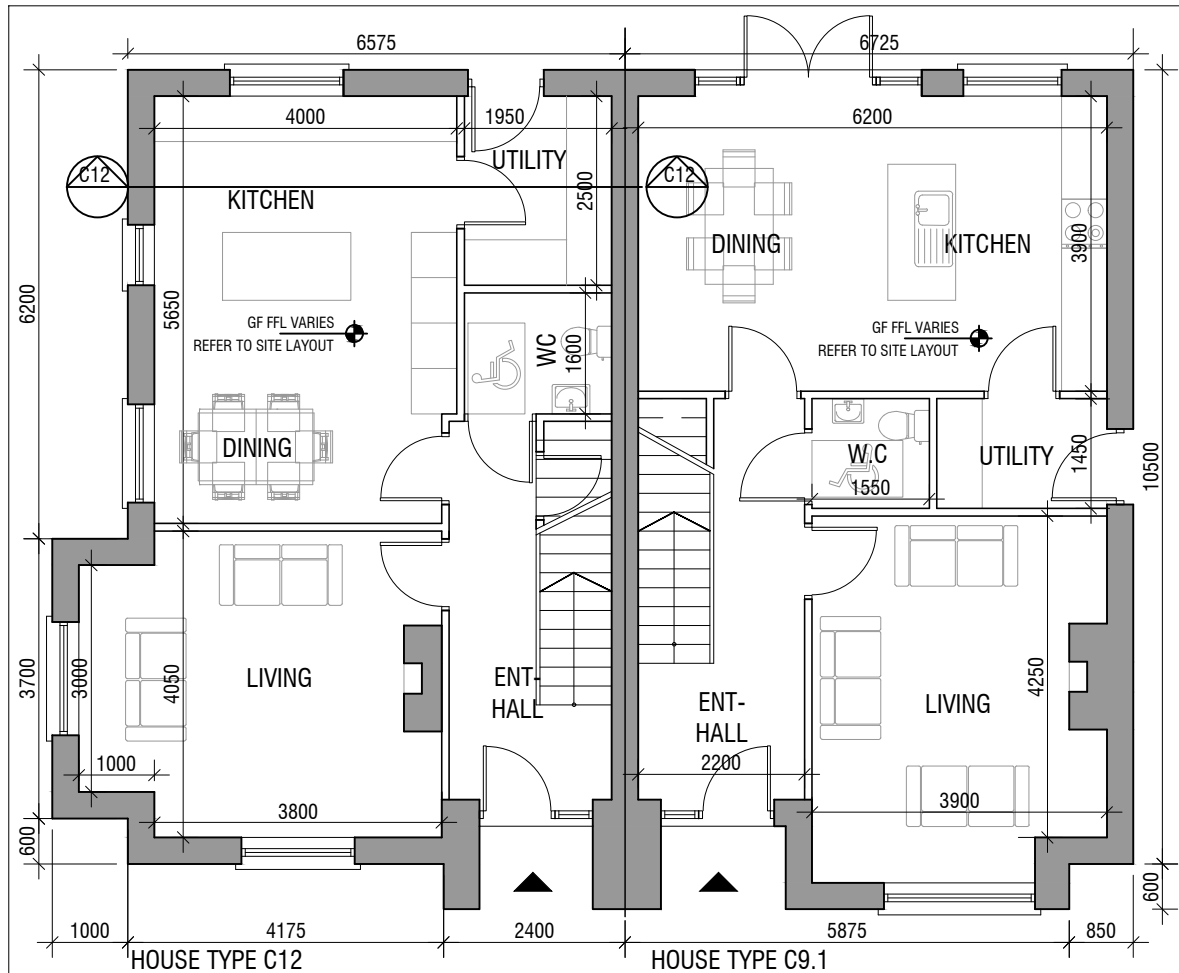 6575
6725
4000
1950
6200
UTILITY
C12
C12
2500
KITCHEN
DINING
KITCHEN
3900
6200
5650
GF FFL VARIES
REFER TO SITE LAYOUT
WC
1600
GF FFL VARIES
REFER TO SITE LAYOUT
DINING
W.C
1550
UTILITY
1450
10500
3700
3000
4050
LIVING
ENT-
HALL
ENT-
HALL
LIVING
4250
1000
2200
3800
3900
600
600
1000
4175
2400
5875
850
HOUSE TYPE C12
HOUSE TYPE C9.1